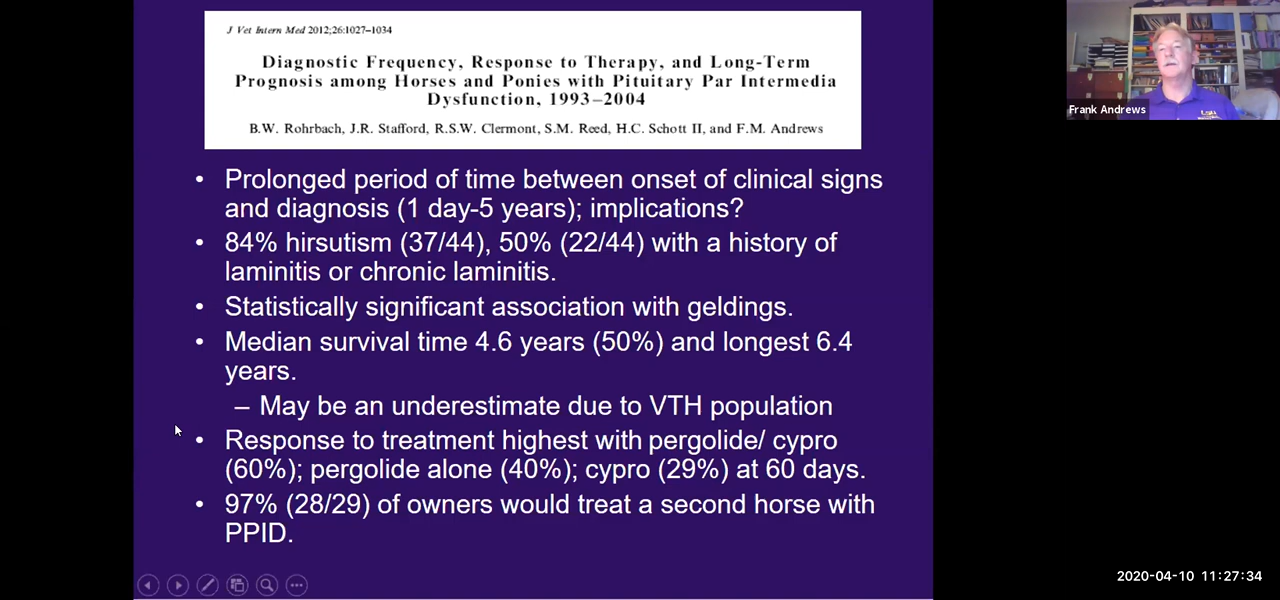 J Vet Intern Med 2012;26:1027–1034
Diagnostic Frequency, Response to Therapy, and Long-Term
Prognosis among Horses and Ponies with Pituitary Par Intermedia
Dysfunction, 1993–2004
B.W. Rohrbach, J.R. Stafford, R.S.W. Clermont, S.M. Reed, H.C. Schott II, and F.M. Andrews
• Prolonged period of time between onset of clinical signs
and diagnosis (1 day-5 years); implications?
• 84% hirsutism (37/44), 50% (22/44) with a history of
laminitis or chronic laminitis.
• Statistically significant association with geldings.
• Median survival time 4.6 years (50%) and longest 6.4
years.
– May be an underestimate due to VTH population
• Response to treatment highest with pergolide/ cypro
(60%); pergolide alone (40%); cypro (29%) at 60 days.
• 97% (28/29) of owners would treat a second horse with
PPID.
Frank Andrews
2020-04-10 11:27:34